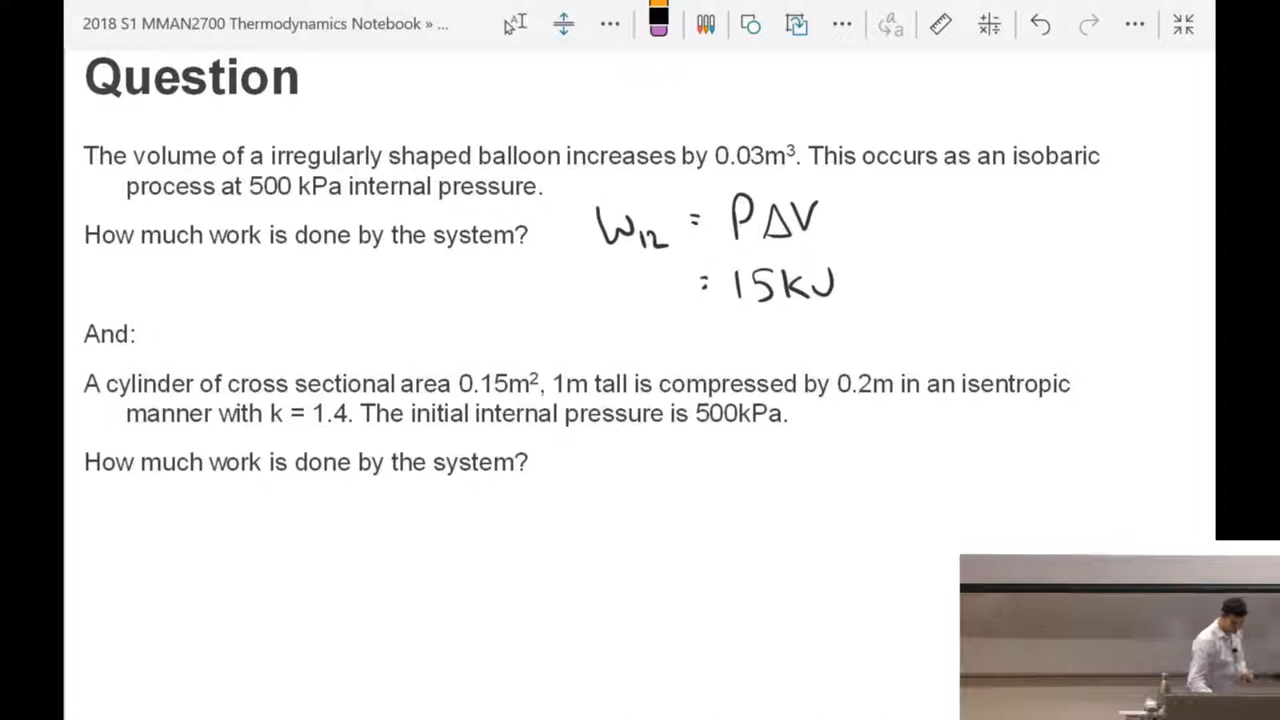 2018 S1 MMAN2700 Thermodynamics Notebook » ...
Question
The volume of a irregularly shaped balloon increases by 0.03m³. This occurs as an isobaric
process at 500 kPa internal pressure.
How much work is done by the system?
W₁₂ = PΔV
= 15kJ
And:
A cylinder of cross sectional area 0.15m², 1m tall is compressed by 0.2m in an isentropic
manner with k = 1.4. The initial internal pressure is 500kPa.
How much work is done by the system?